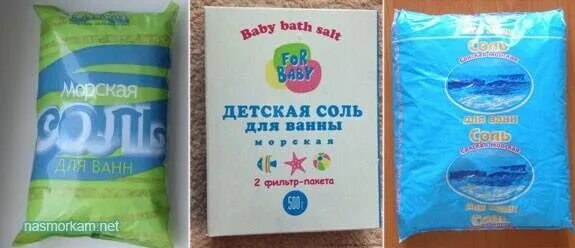 Морская
СОЛЬ
ДЛЯ ВАНН
nasmorkam.net
Baby bath salt
FOR
BABY
ДЕТСКАЯ СОЛЬ
ДЛЯ ВАННЫ
морская
2 фильтр-пакета
500 г
Соль
для ванн
Соль
для ванн
Соль